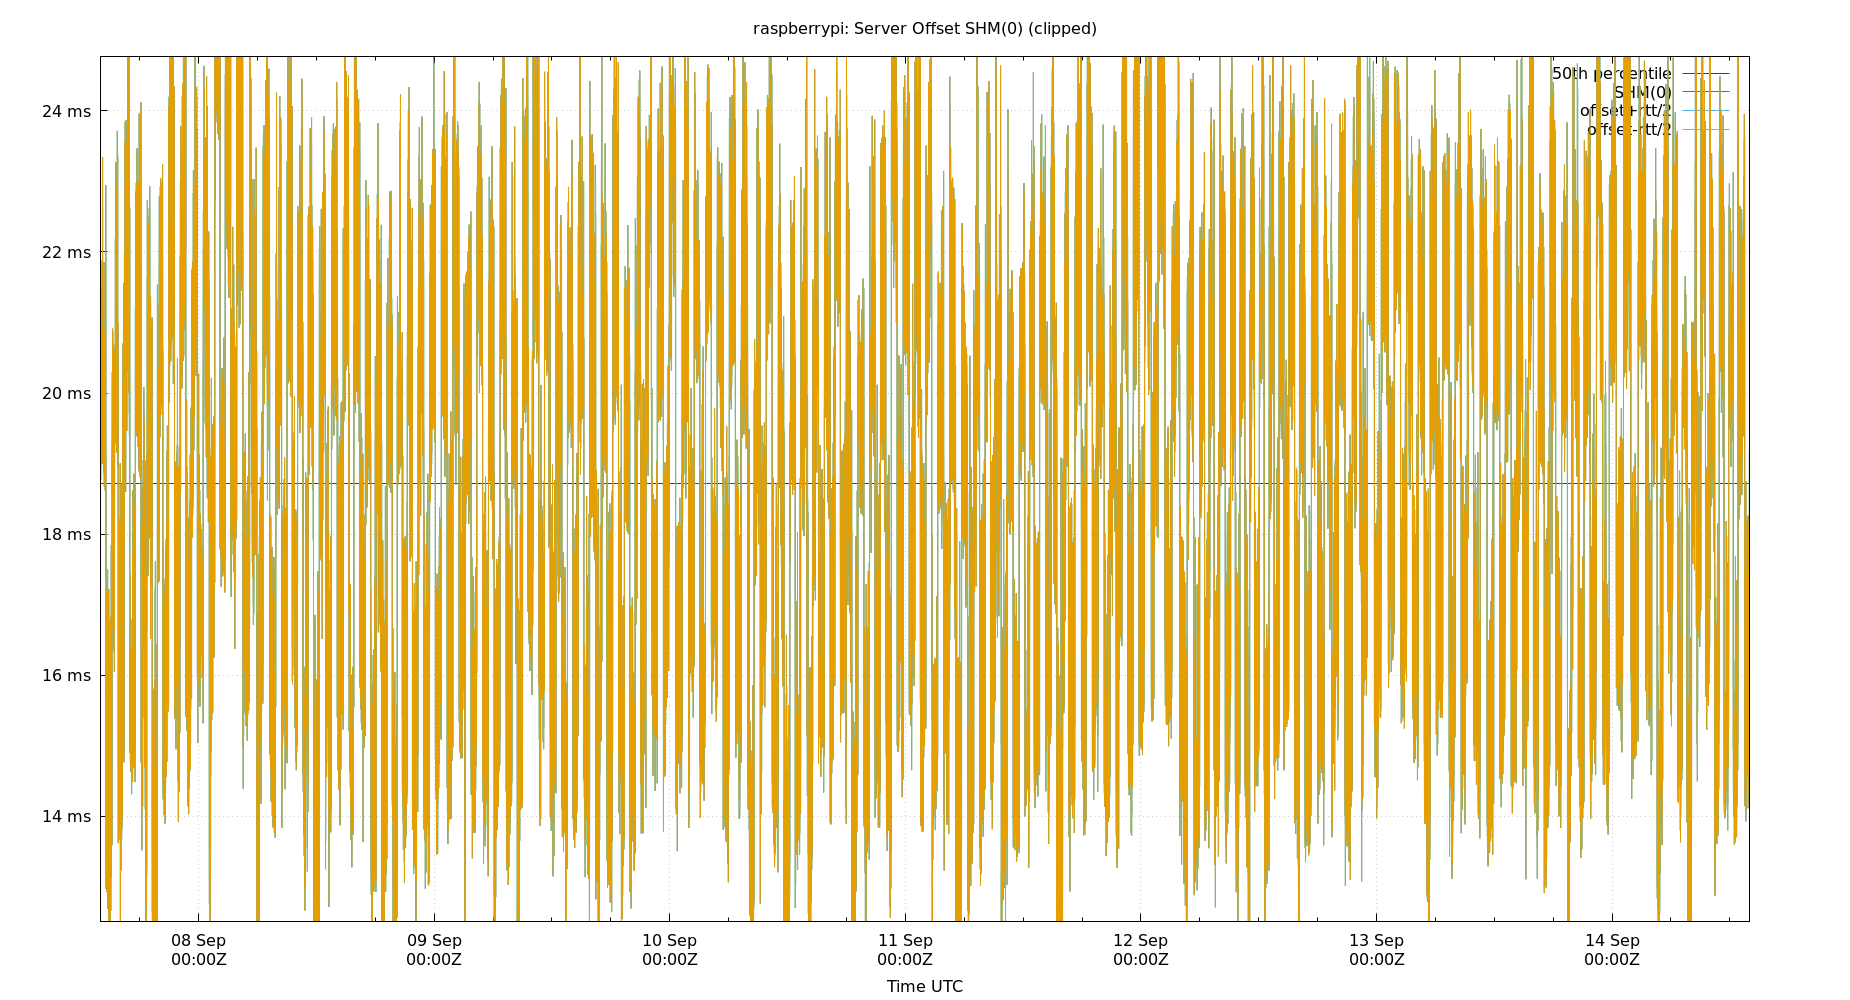 raspberrypi: Server Offset SHM(0) (clipped)
50th percentile
SHM(0)
offset+rtt/2
offset-rtt/2
24 ms
22 ms
20 ms
18 ms
16 ms
14 ms
08 Sep
00:00Z
09 Sep
00:00Z
10 Sep
00:00Z
11 Sep
00:00Z
12 Sep
00:00Z
13 Sep
00:00Z
14 Sep
00:00Z
Time UTC